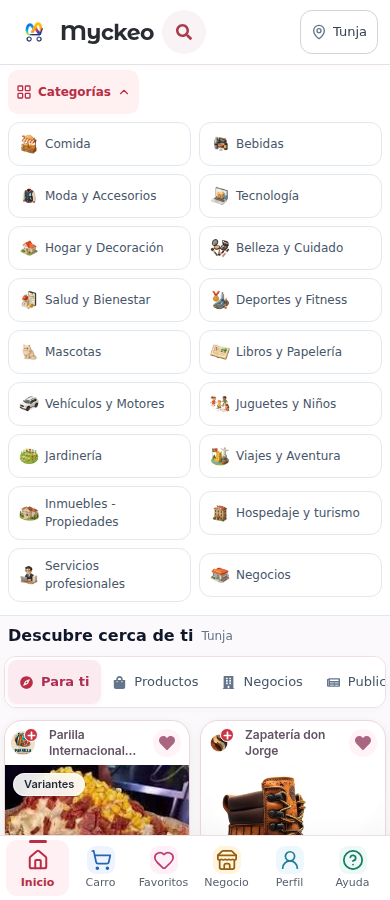 Myckeo
Tunja
Categorías
Comida
Bebidas
Moda y Accesorios
Tecnología
Hogar y Decoración
Belleza y Cuidado
Salud y Bienestar
Deportes y Fitness
Mascotas
Libros y Papelería
Vehículos y Motores
Juguetes y Niños
Jardinería
Viajes y Aventura
Inmuebles -
Propiedades
Hospedaje y turismo
Servicios
profesionales
Negocios
Descubre cerca de ti Tunja
Para ti Productos Negocios Public
Parilla
Internacional...
Zapatería don
Jorge
Variantes
Inicio Carro Favoritos Negocio Perfil Ayuda